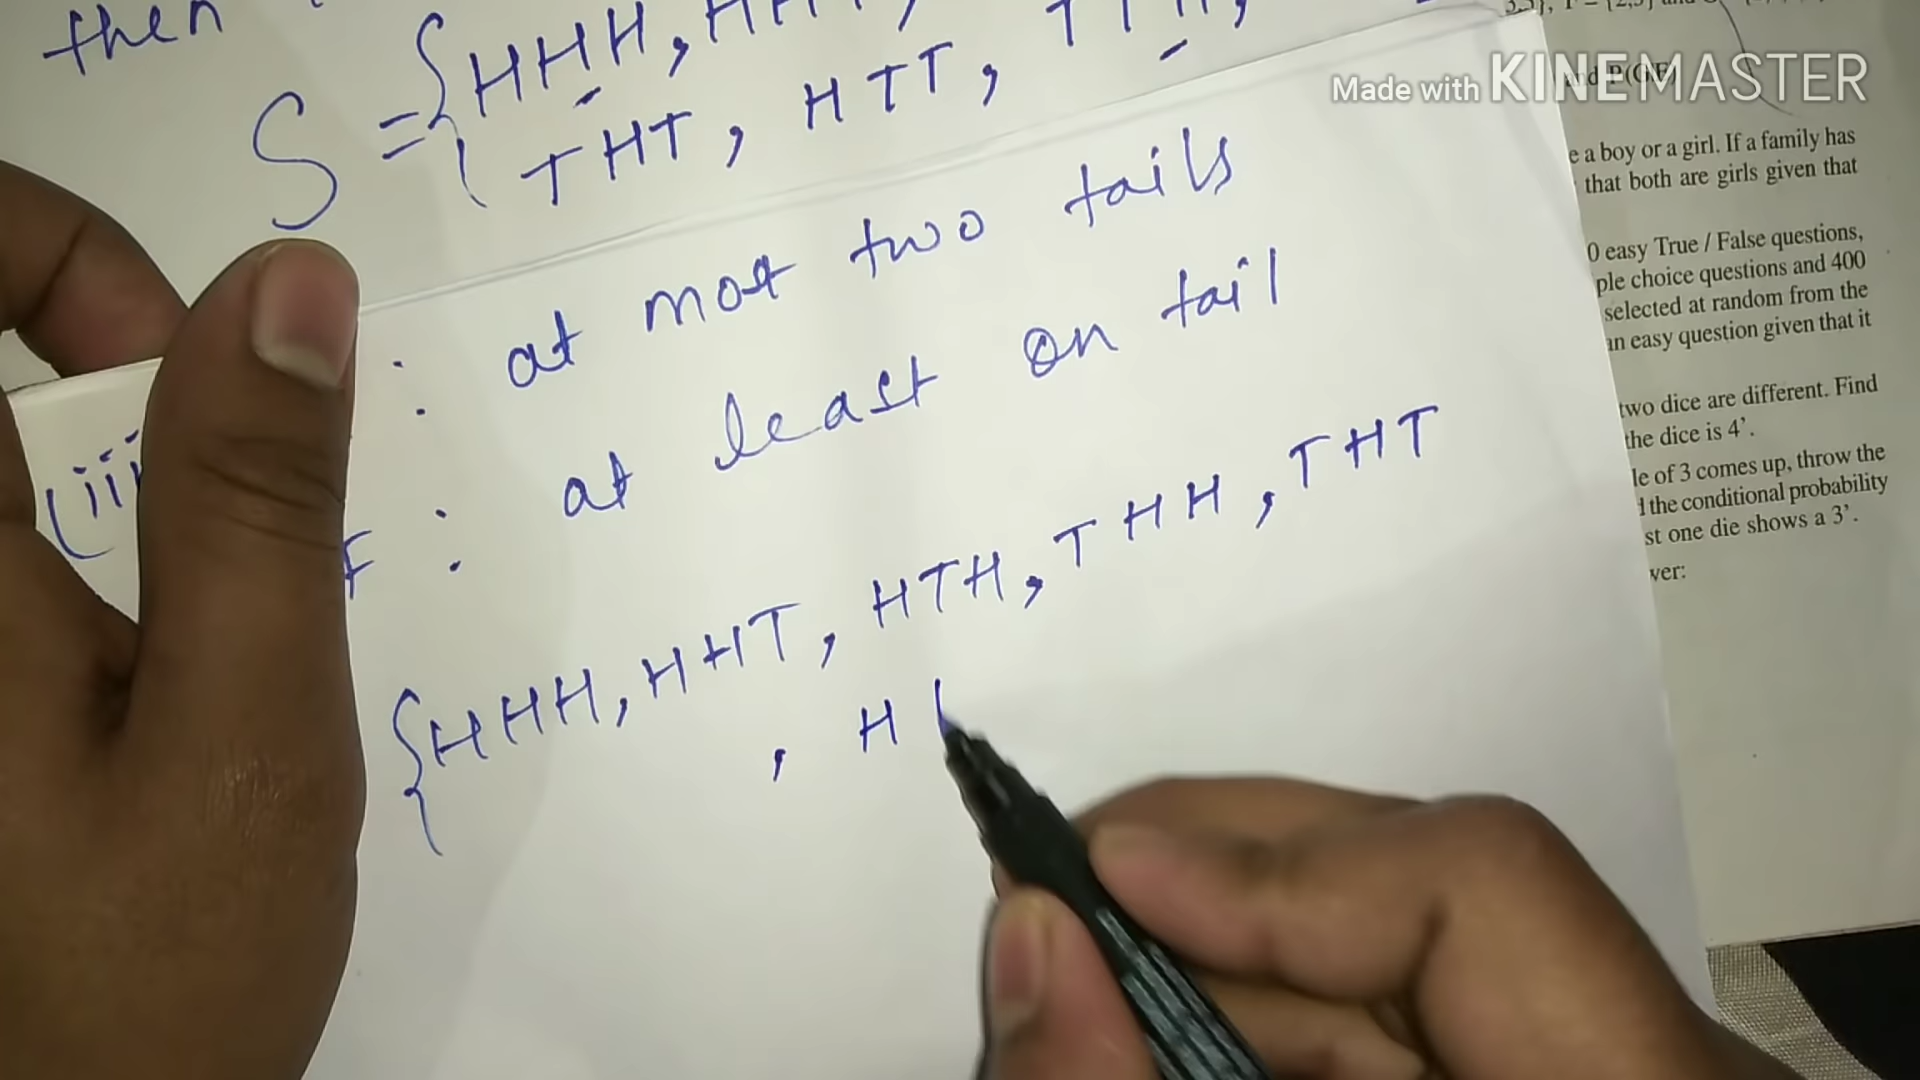 then
S = { HHH, HHT,
THT, HTT, TTH,
: at most two tails
(iii
F : at least on tail
{HHH, HHT, HTH, THH, THT
, H
Made with KINEMASTER
e a boy or a girl. If a family has
that both are girls given that
0 easy True / False questions,
ple choice questions and 400
selected at random from the
an easy question given that it
two dice are different. Find
the dice is 4’.
le of 3 comes up, throw the
d the conditional probability
st one die shows a 3’.
ver: